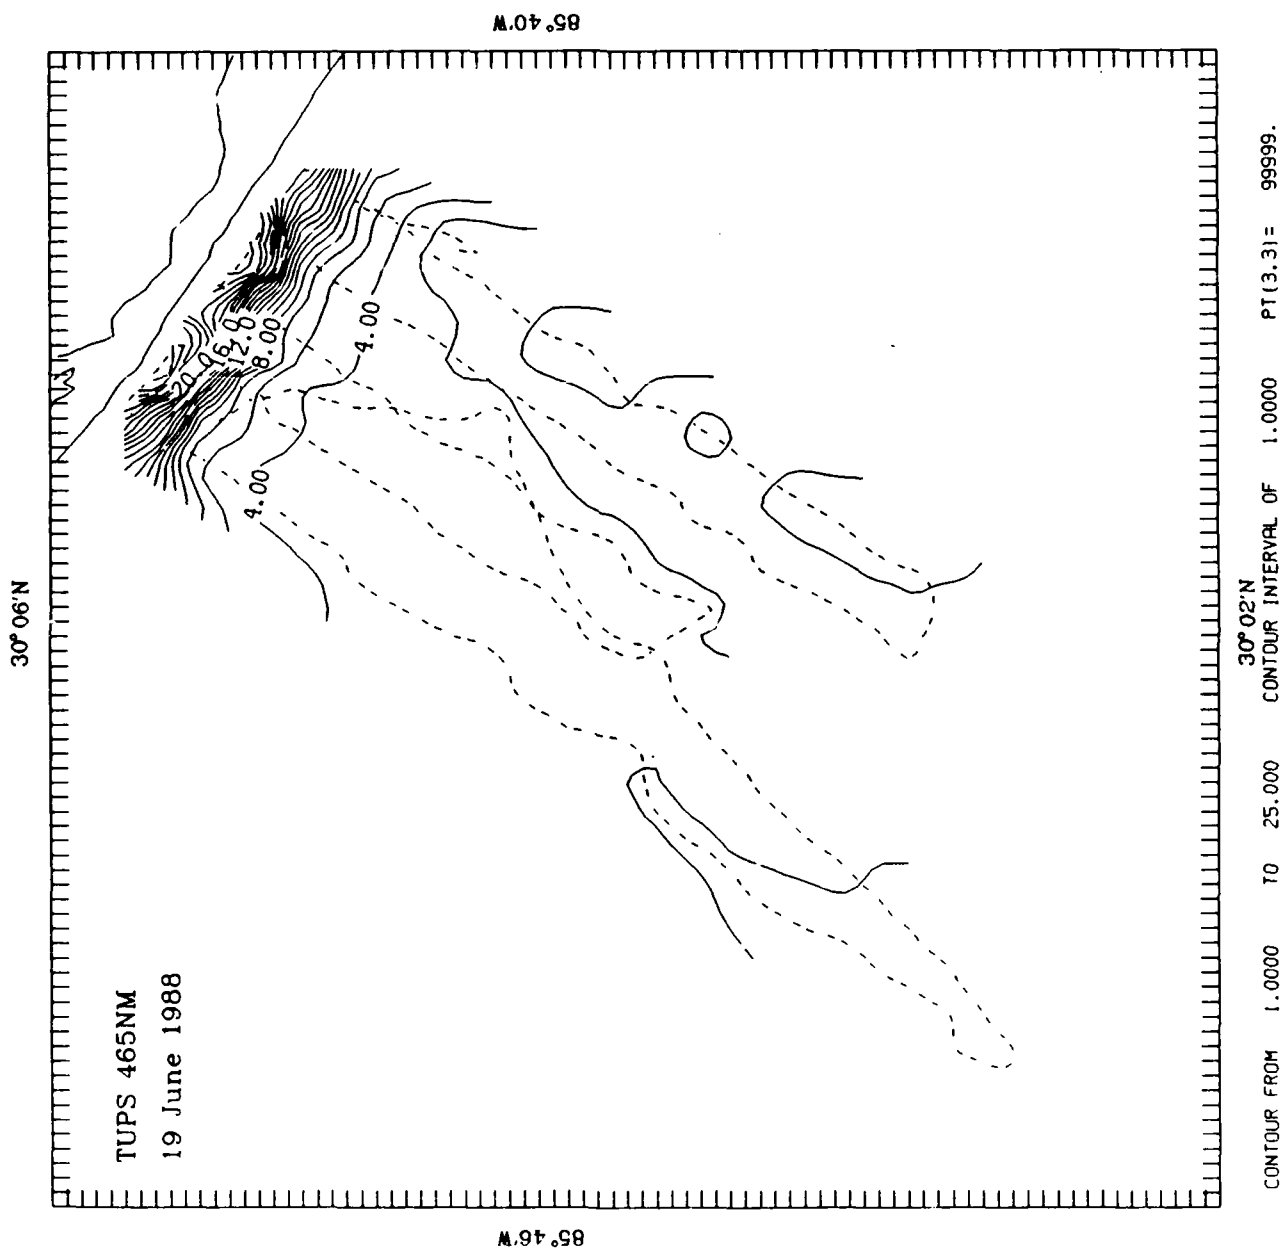 85°40'W
30°06'N
30°02'N
85°46'W
TUPS 465NM
19 June 1988
20.0
16.0
12.0
8.00
4.00
4.00
CONTOUR FROM 1.0000 TO 25.000 CONTOUR INTERVAL OF 1.0000 PT(3.3)= 99999.